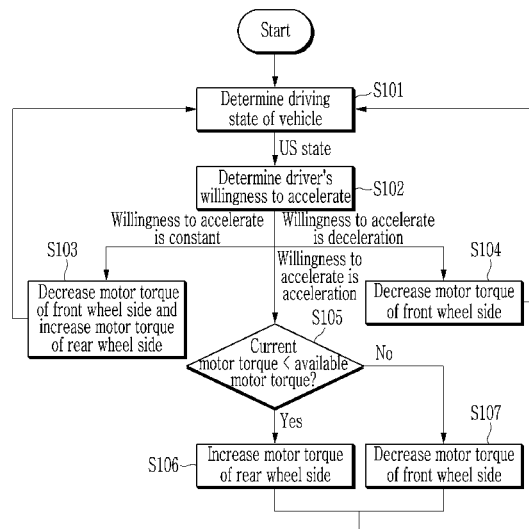 Start
S101
Determine driving
state of vehicle
US state
Determine driver's
willingness to accelerate
S102
Willingness to accelerate
is constant
Willingness to accelerate
is deceleration
Willingness to
accelerate is
acceleration
S103
Decrease motor torque
of front wheel side and
increase motor torque
of rear wheel side
S104
Decrease motor torque
of front wheel side
S105
Current
motor torque < available
motor torque?
No
Yes
S106
Increase motor torque
of rear wheel side
S107
Decrease motor torque
of front wheel side